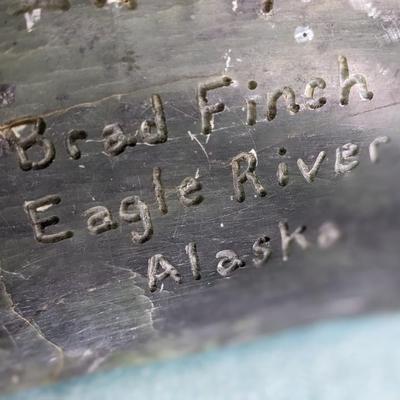 Brad Finch
Eagle River
Alaska